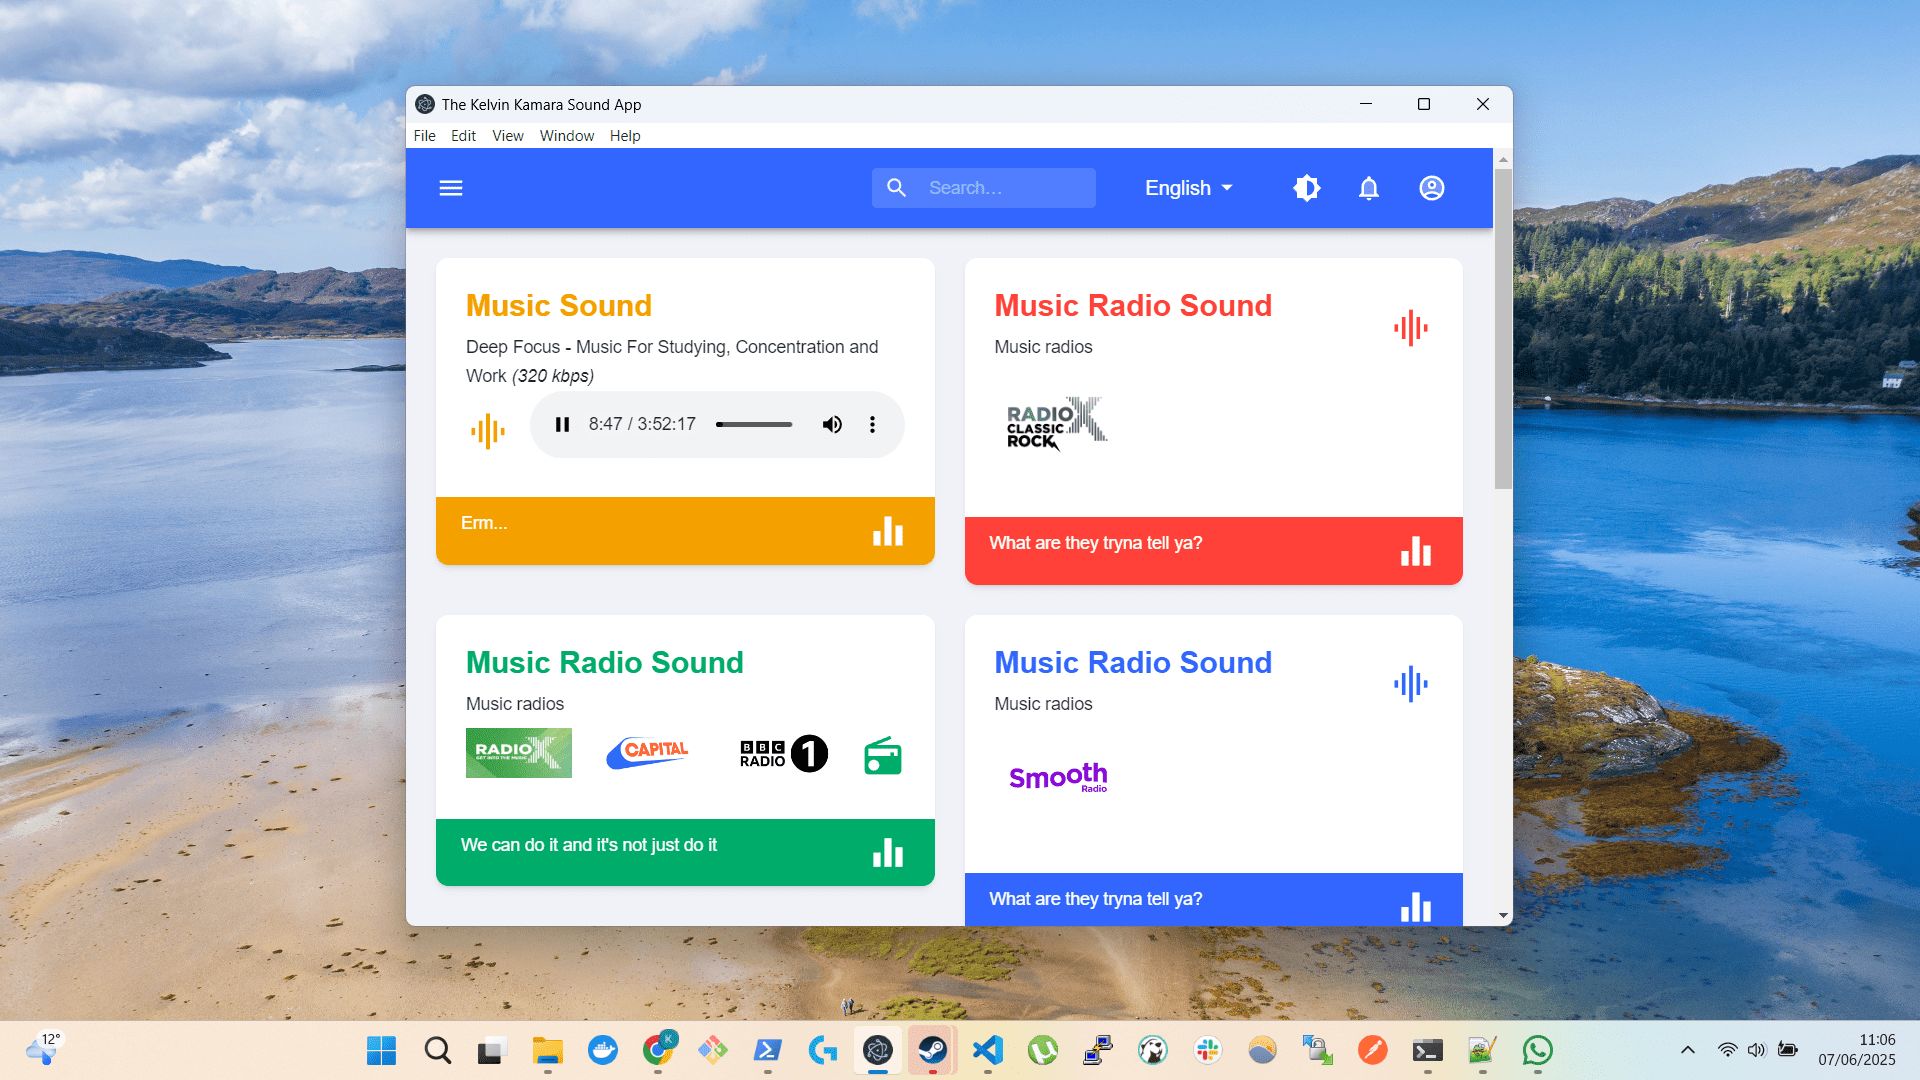 The Kelvin Kamara Sound App
File Edit View Window Help
Search...
English
Music Sound
Deep Focus - Music For Studying, Concentration and
Work (320 kbps)
8:47 / 3:52:17
Erm...
Music Radio Sound
Music radios
RADIO X
CLASSIC
ROCK
What are they tryna tell ya?
Music Radio Sound
Music radios
RADIO X
GET INTO THE MUSIC
CAPITAL
BBC
RADIO 1
We can do it and it's not just do it
Music Radio Sound
Music radios
Smooth
Radio
What are they tryna tell ya?
12°
K
11:06
07/06/2025